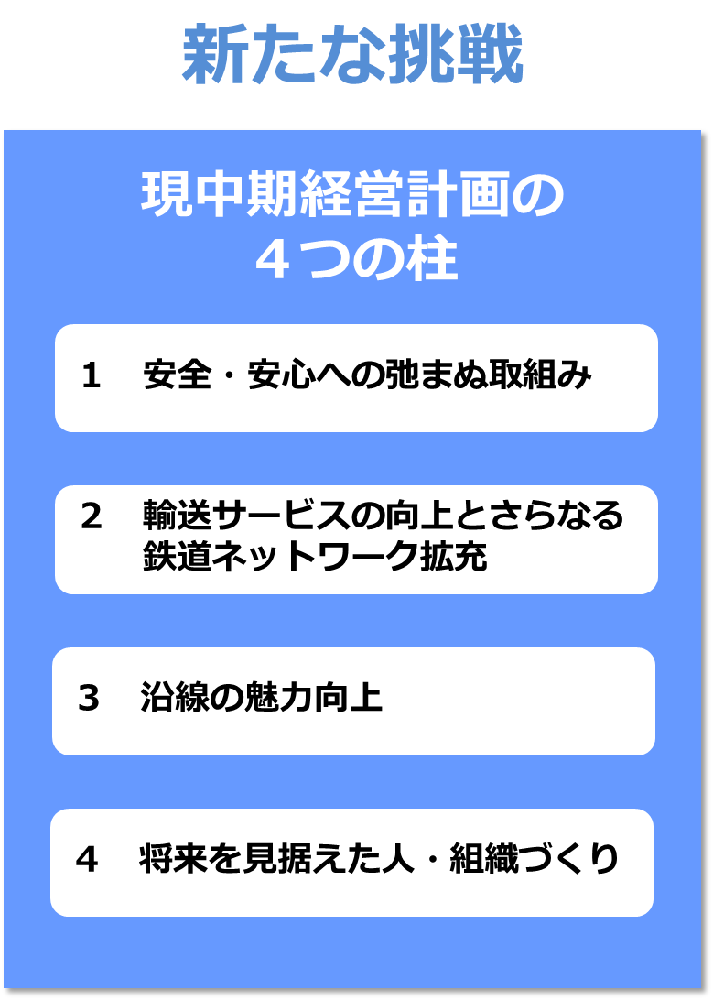 新たな挑戦
現中期経営計画の
４つの柱
１　安全・安心への弛まぬ取組み
２　輸送サービスの向上とさらなる
鉄道ネットワーク拡充
３　沿線の魅力向上
４　将来を見据えた人・組織づくり